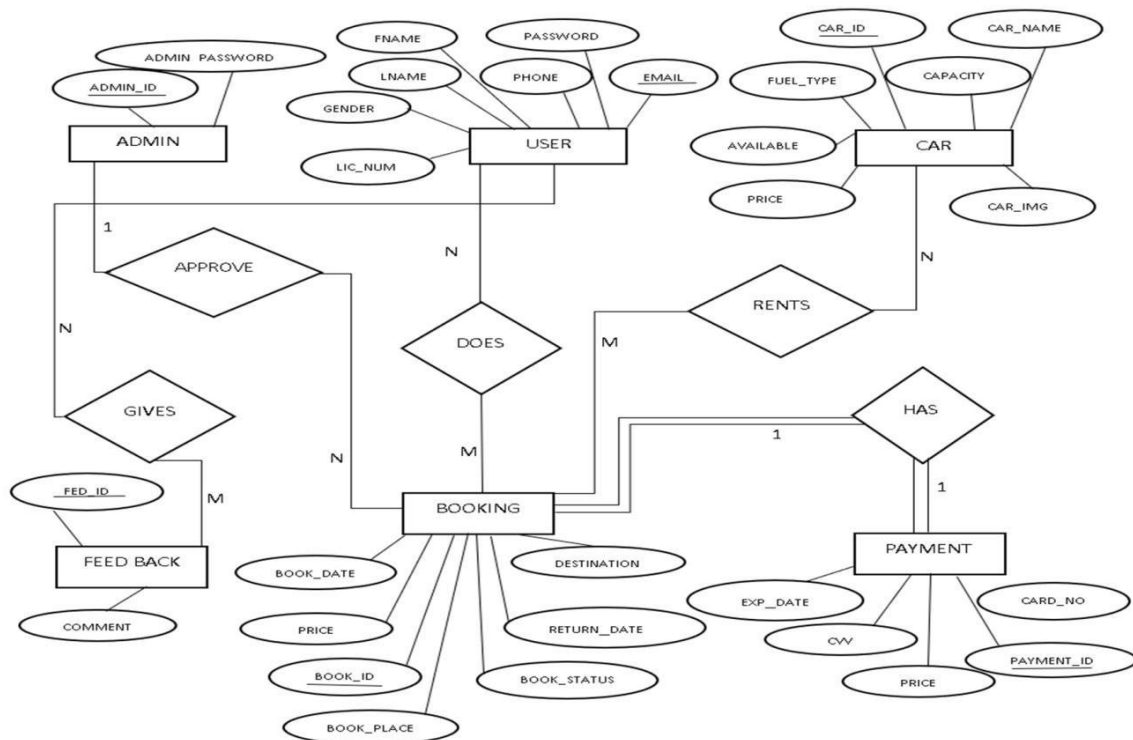 FNAME
PASSWORD
CAR_ID
CAR_NAME
ADMIN PASSWORD
LNAME
PHONE
EMAIL
FUEL_TYPE
CAPACITY
ADMIN_ID
GENDER
ADMIN
USER
CAR
AVAILABLE
LIC_NUM
PRICE
CAR_IMG
1
N
N
APPROVE
RENTS
N
M
DOES
GIVES
HAS
1
N
M
M
1
FED_ID
BOOKING
FEED BACK
PAYMENT
BOOK_DATE
DESTINATION
EXP_DATE
CARD_NO
COMMENT
PRICE
RETURN_DATE
CVV
PAYMENT_ID
BOOK_ID
BOOK_STATUS
PRICE
BOOK_PLACE